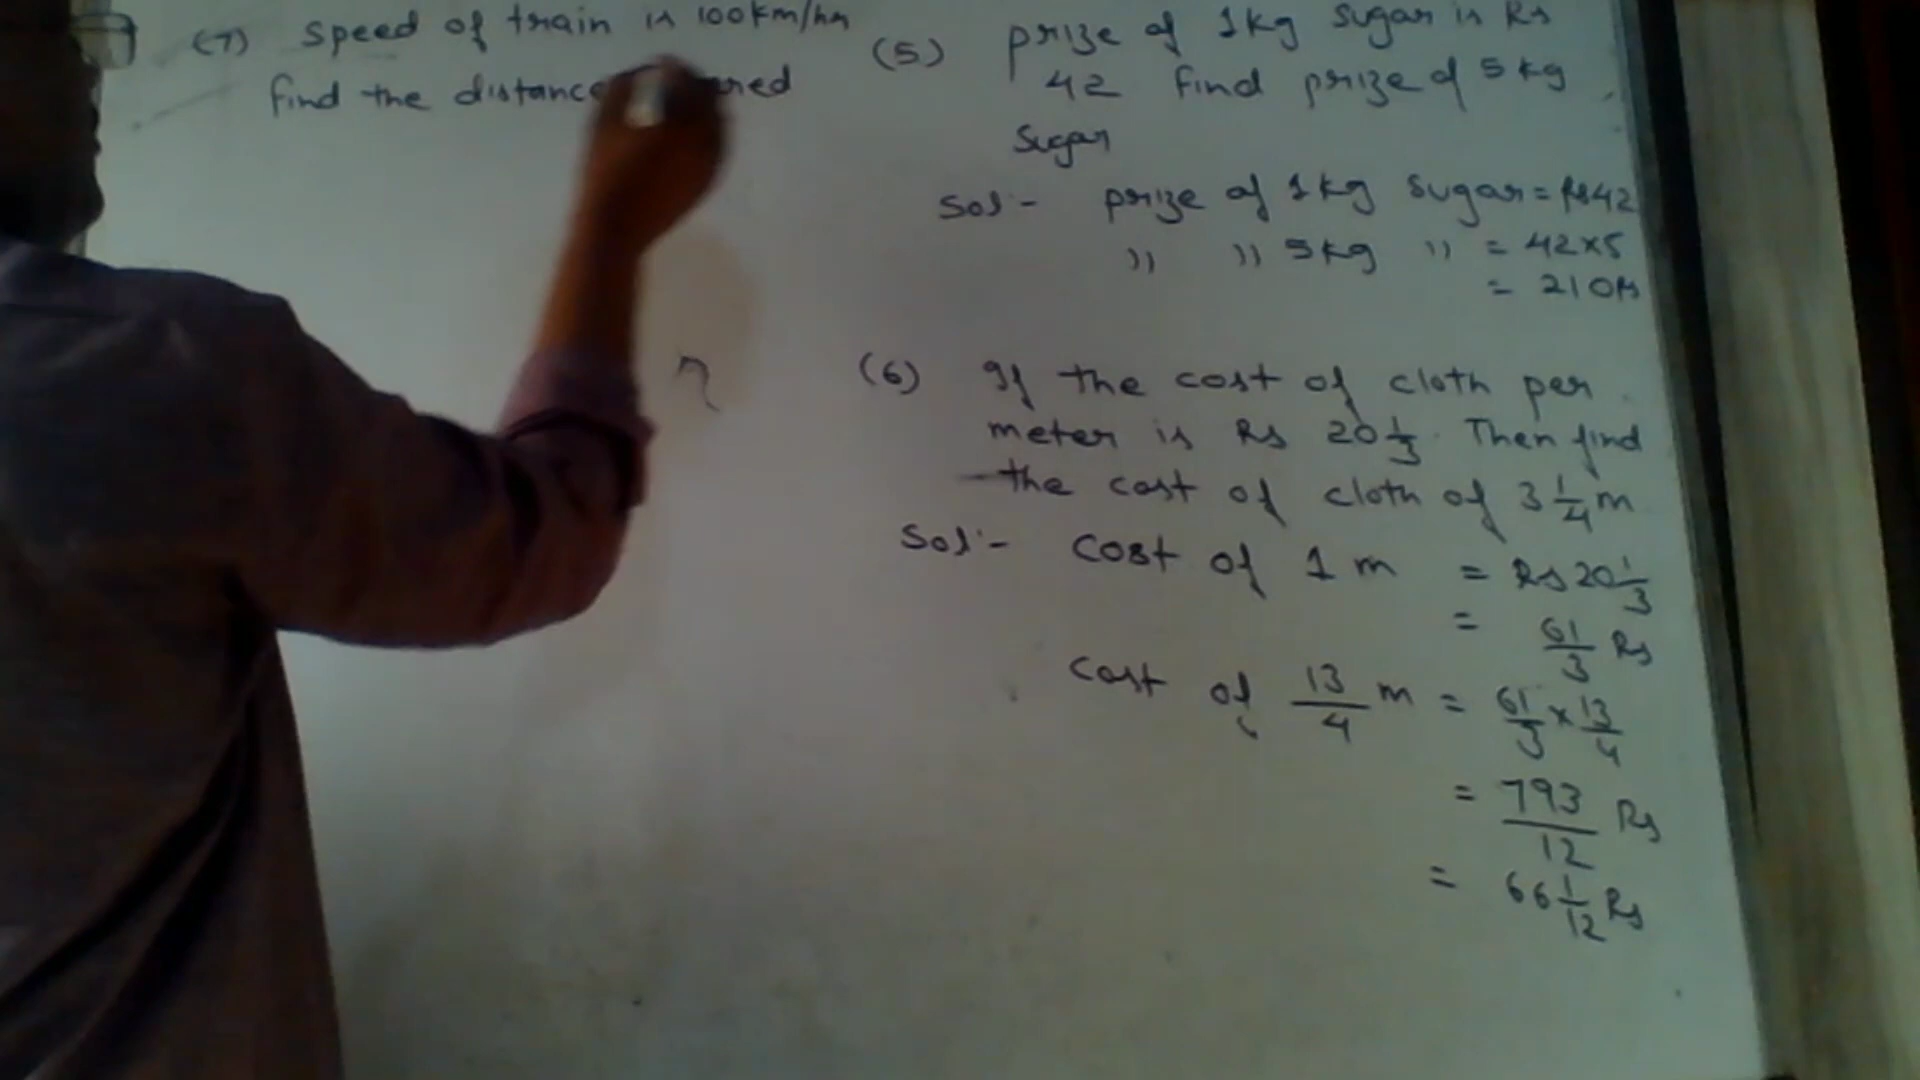 (7) speed of train is 100km/hr
find the distance
(5) prize of 1kg sugar is Rs
42 find prize of 5kg
sugar
Sol:- prize of 1kg sugar = Rs42
,, ,, 5kg ,, = 42×5
= 210Rs
(6) If the cost of cloth per
meter is Rs 20 1/3. Then find
the cost of cloth of 3 1/4 m
Sol:- cost of 1 m = Rs 20 1/3
= 61/3 Rs
cost of 13/4 m = 61/3 × 13/4
= 793/12 Rs
= 66 1/12 Rs